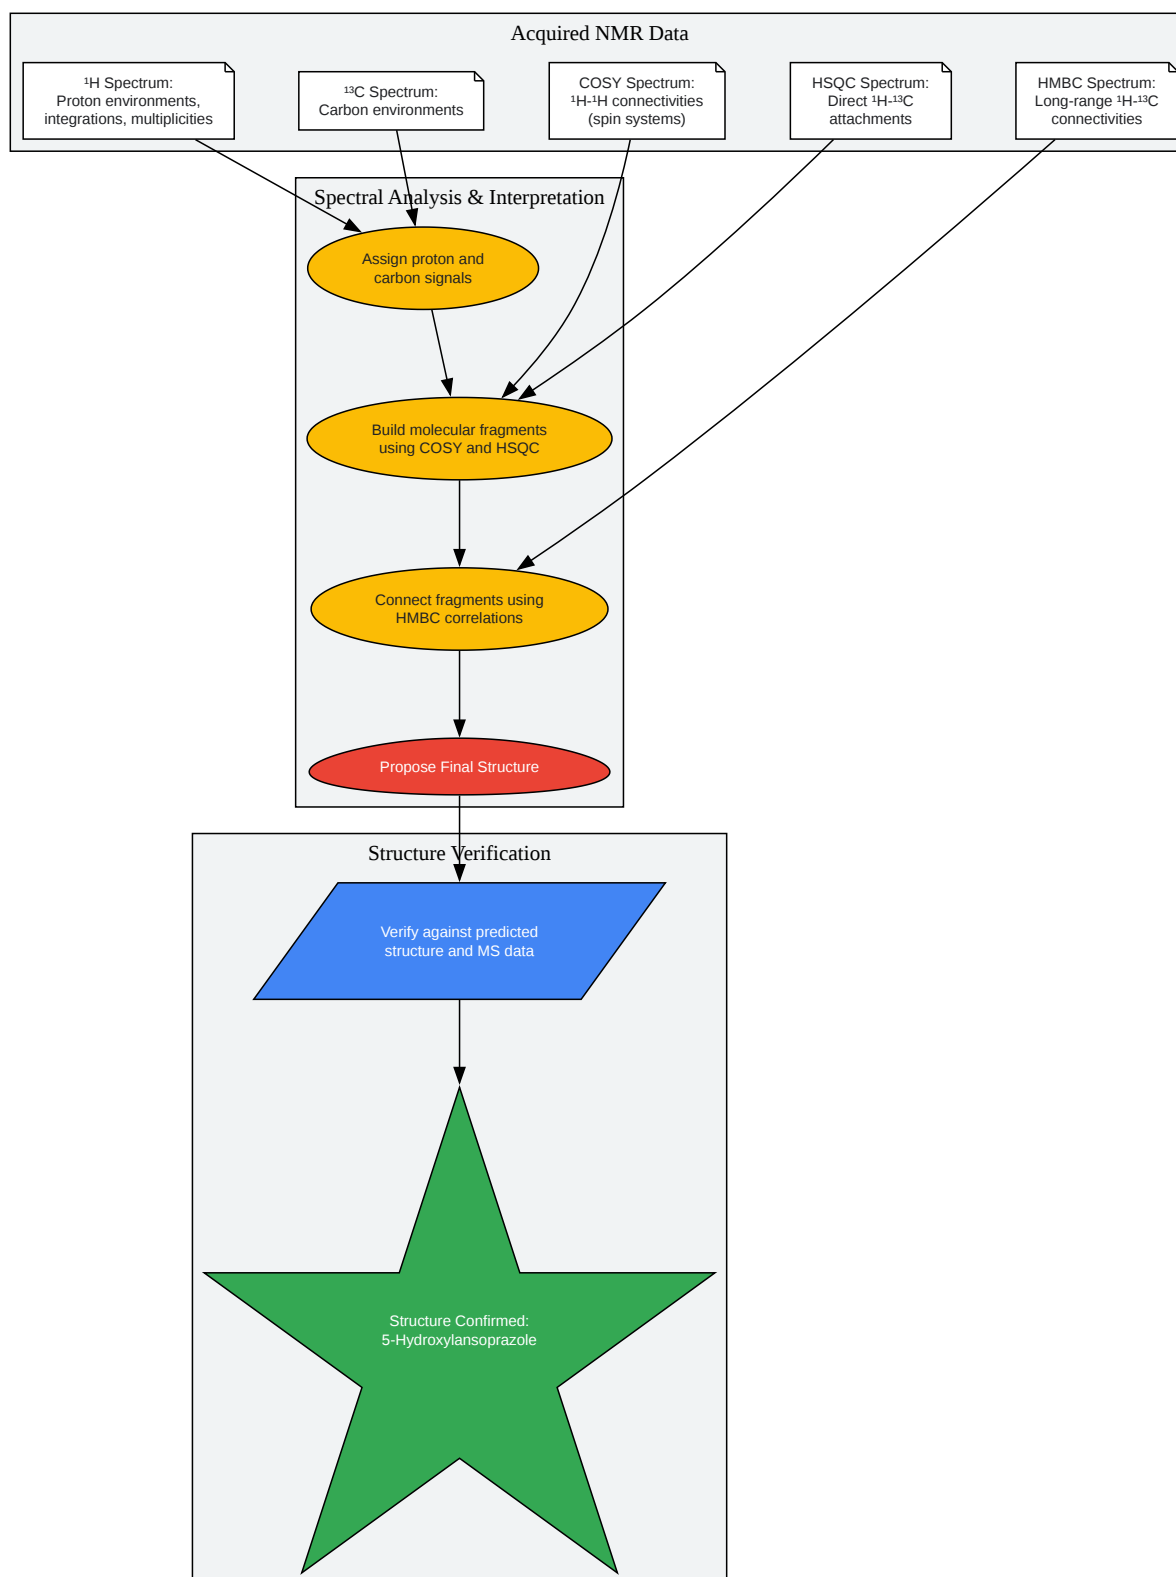 Acquired NMR Data
¹H Spectrum:
Proton environments,
integrations, multiplicities
¹³C Spectrum:
Carbon environments
COSY Spectrum:
¹H-¹H connectivities
(spin systems)
HSQC Spectrum:
Direct ¹H-¹³C
attachments
HMBC Spectrum:
Long-range ¹H-¹³C
connectivities
Spectral Analysis & Interpretation
Assign proton and
carbon signals
Build molecular fragments
using COSY and HSQC
Connect fragments using
HMBC correlations
Propose Final Structure
Structure Verification
Verify against predicted
structure and MS data
Structure Confirmed:
5-Hydroxylansoprazole